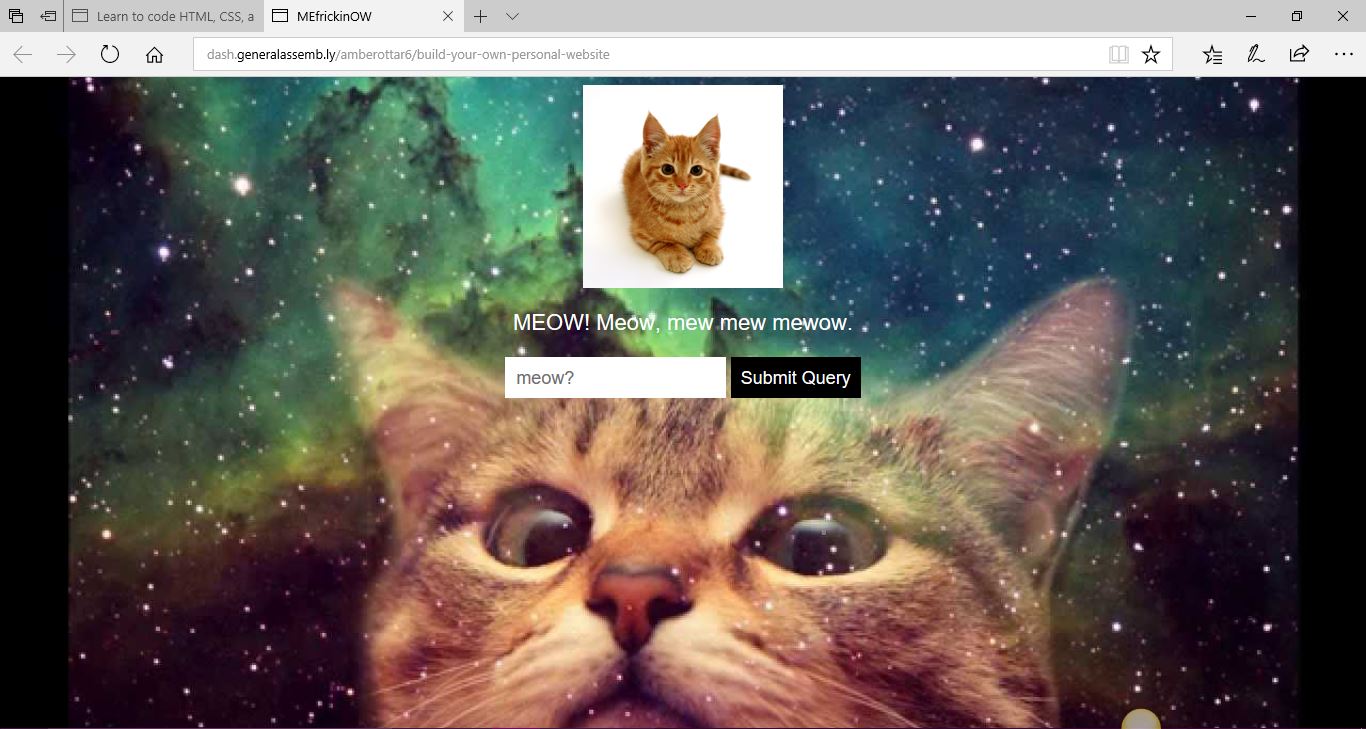 Learn to code HTML, CSS, a
MEfrickinOW
dash.generalassemb.ly/amberottar6/build-your-own-personal-website
MEOW! Meow, mew mew mewow.
meow?
Submit Query